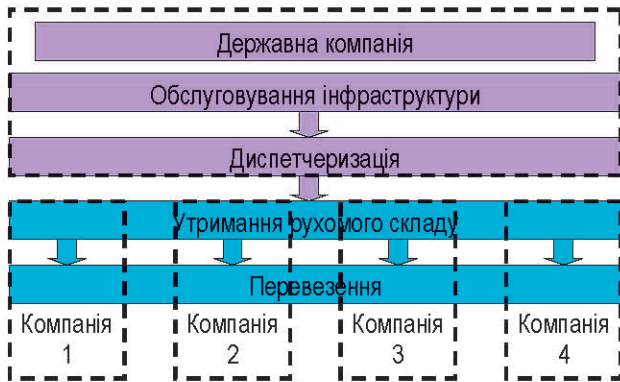 Державна компанія
Обслуговування інфраструктури
Диспетчеризація
Утримання рухомого складу
Перевезення
Компанія 1
Компанія 2
Компанія 3
Компанія 4